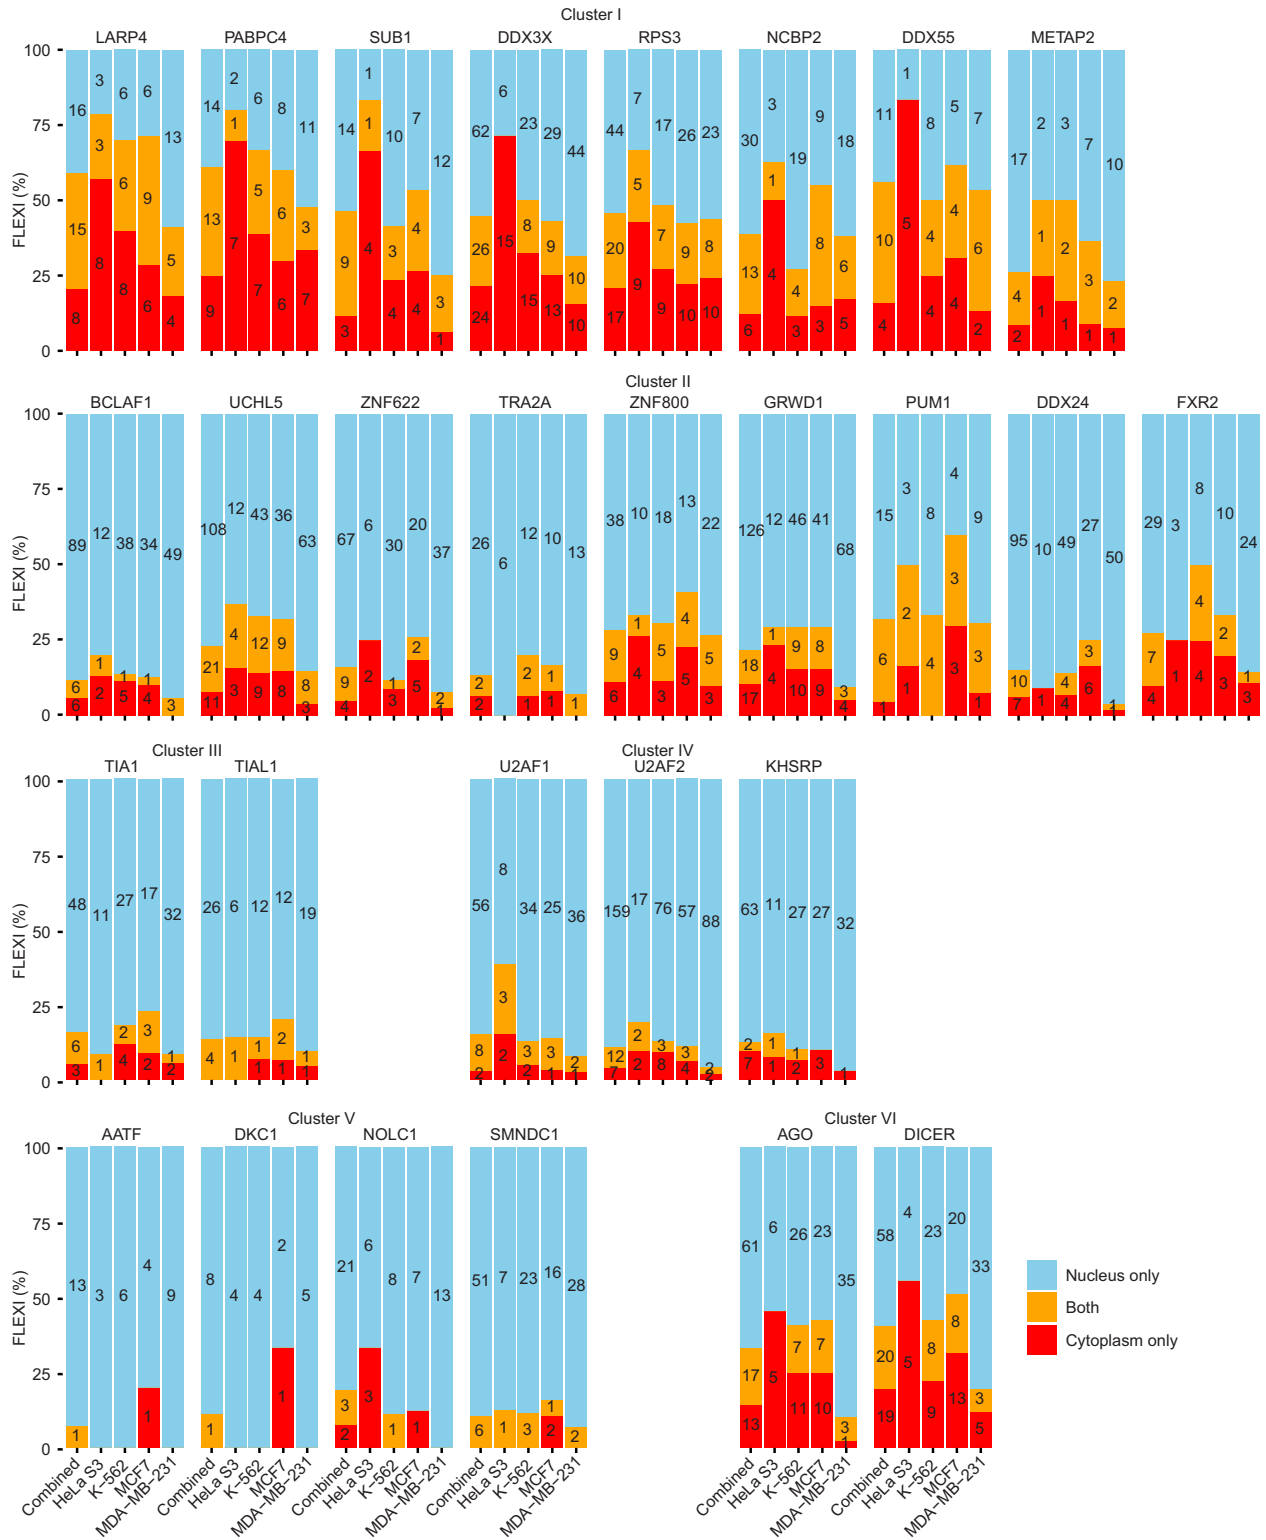 Cluster I
LARP4 PABPC4 SUB1 DDX3X RPS3 NCBP2 DDX55 METAP2
FLEXI (%)
100
75
50
25
0
16 15 8
3 3 8
6 6 8
6 9 6
13 5 4
14 13 9
2 1 7
6 5 7
8 6 6
11 3 7
14 9 3
1 1 4
10 3 4
7 4 4
12 3 1
62 26 24
6 15
23 8 15
29 9 13
44 10 10
44 20 17
7 5 9
17 7 9
26 9 10
23 8 10
30 13 6
3 1 4
19 4 3
9 8 3
18 6 5
11 10 4
1 5
8 4 4
5 4 4
7 6 2
17 4 2
2 1 1
3 2 1
7 3 1
10 2 1
Cluster II
BCLAF1 UCHL5 ZNF622 TRA2A ZNF800 GRWD1 PUM1 DDX24 FXR2
FLEXI (%)
100
75
50
25
0
89 6 6
12 1 2
38 1 5
34 1 4
49 3
108 21 11
12 4 3
43 12 9
36 9 8
63 8 3
67 9 4
6 2
30 1 3
20 2 5
37 2 1
26 2 2
6
12 2 1
10 1 1
13 1
38 9 6
10 1 4
18 5 3
13 4 5
22 5 3
126 18 17
12 1 4
46 9 10
41 8 9
68 3 4
15 6 1
3 2 1
8 4
4 3 3
9 3 1
95 10 7
10 1
49 4 4
27 3 6
50 1 1
29 7 4
3 1
8 4 4
10 2 3
24 1 3
Cluster III Cluster IV
TIA1 TIAL1 U2AF1 U2AF2 KHSRP
FLEXI (%)
100
75
50
25
0
48 6 3
11 1
27 2 4
17 3 2
32 1 2
26 4
6 1
12 1 1
12 2 1
19 1 1
56 8 2
8 3 2
34 3 2
25 3 1
36 2 1
159 12 7
17 2 2
76 3 8
57 3 4
88 2 2
63 2 7
11 1 1
27 1 2
27 3
32 1
Cluster V Cluster VI
AATF DKC1 NOLC1 SMNDC1 AGO DICER
FLEXI (%)
100
75
50
25
0
13 1
3
6
4 1
9
8 1
4
4
2 1
5
21 3 2
6 3
8 1
7 1
13
51 6
7 1
23 3
16 1 2
28 2
61 17 13
6 5
26 7 11
23 7 10
35 3 1
58 20 19
4 5
23 8 9
20 8 13
33 3 5
Nucleus only
Both
Cytoplasm only
Combined HeLa S3 K−562 MCF7 MDA−MB−231
Combined HeLa S3 K−562 MCF7 MDA−MB−231
Combined HeLa S3 K−562 MCF7 MDA−MB−231
Combined HeLa S3 K−562 MCF7 MDA−MB−231
Combined HeLa S3 K−562 MCF7 MDA−MB−231
Combined HeLa S3 K−562 MCF7 MDA−MB−231